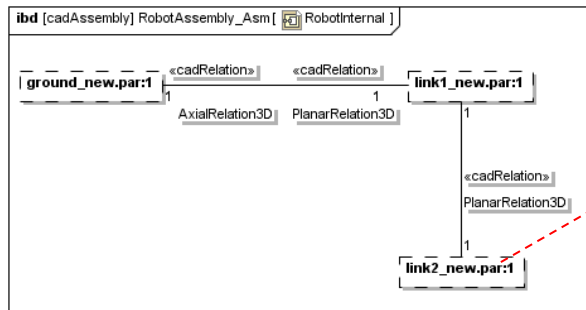 ibd [cadAssembly] RobotAssembly_Asm [ RobotInternal ]
«cadRelation» «cadRelation»
ground_new.par:1 link1_new.par:1
1 1
AxialRelation3D PlanarRelation3D
1
«cadRelation»
PlanarRelation3D
1
link2_new.par:1